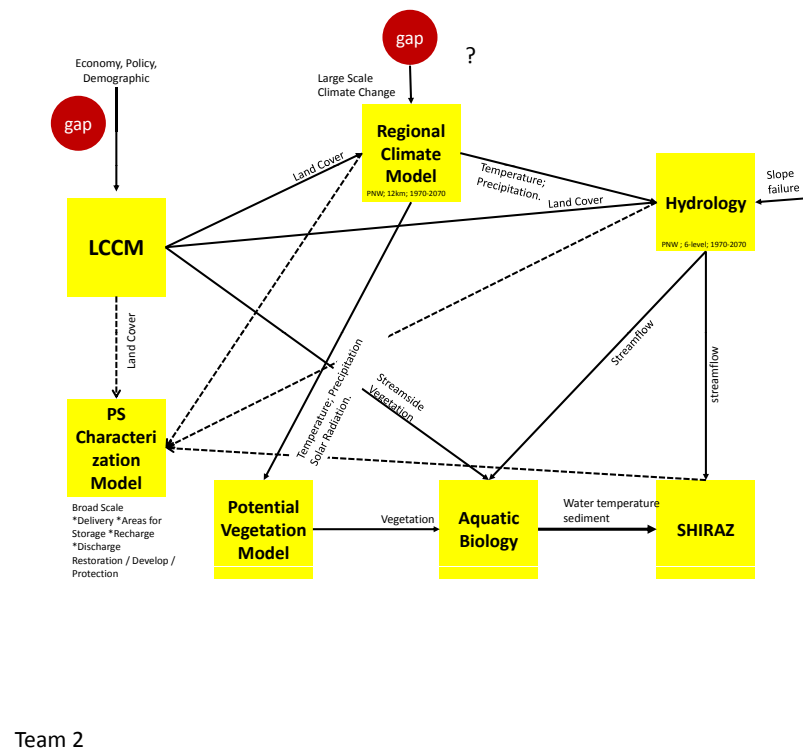 gap
?
Economy, Policy,
Demographic
Large Scale
Climate Change
gap
Regional
Climate
Model
PNW; 12km; 1970-2070
Land Cover
Temperature;
Precipitation.
Land Cover
Slope
failure
Hydrology
PNW ; 6-level; 1970-2070
LCCM
Land Cover
Temperature; Precipitation
Solar Radiation.
Streamside
Vegetation
Streamflow
streamflow
PS
Characteri
zation
Model
Broad Scale
*Delivery *Areas for
Storage *Recharge
*Discharge
Restoration / Develop /
Protection
Potential
Vegetation
Model
Vegetation
Aquatic
Biology
Water temperature
sediment
SHIRAZ
Team 2